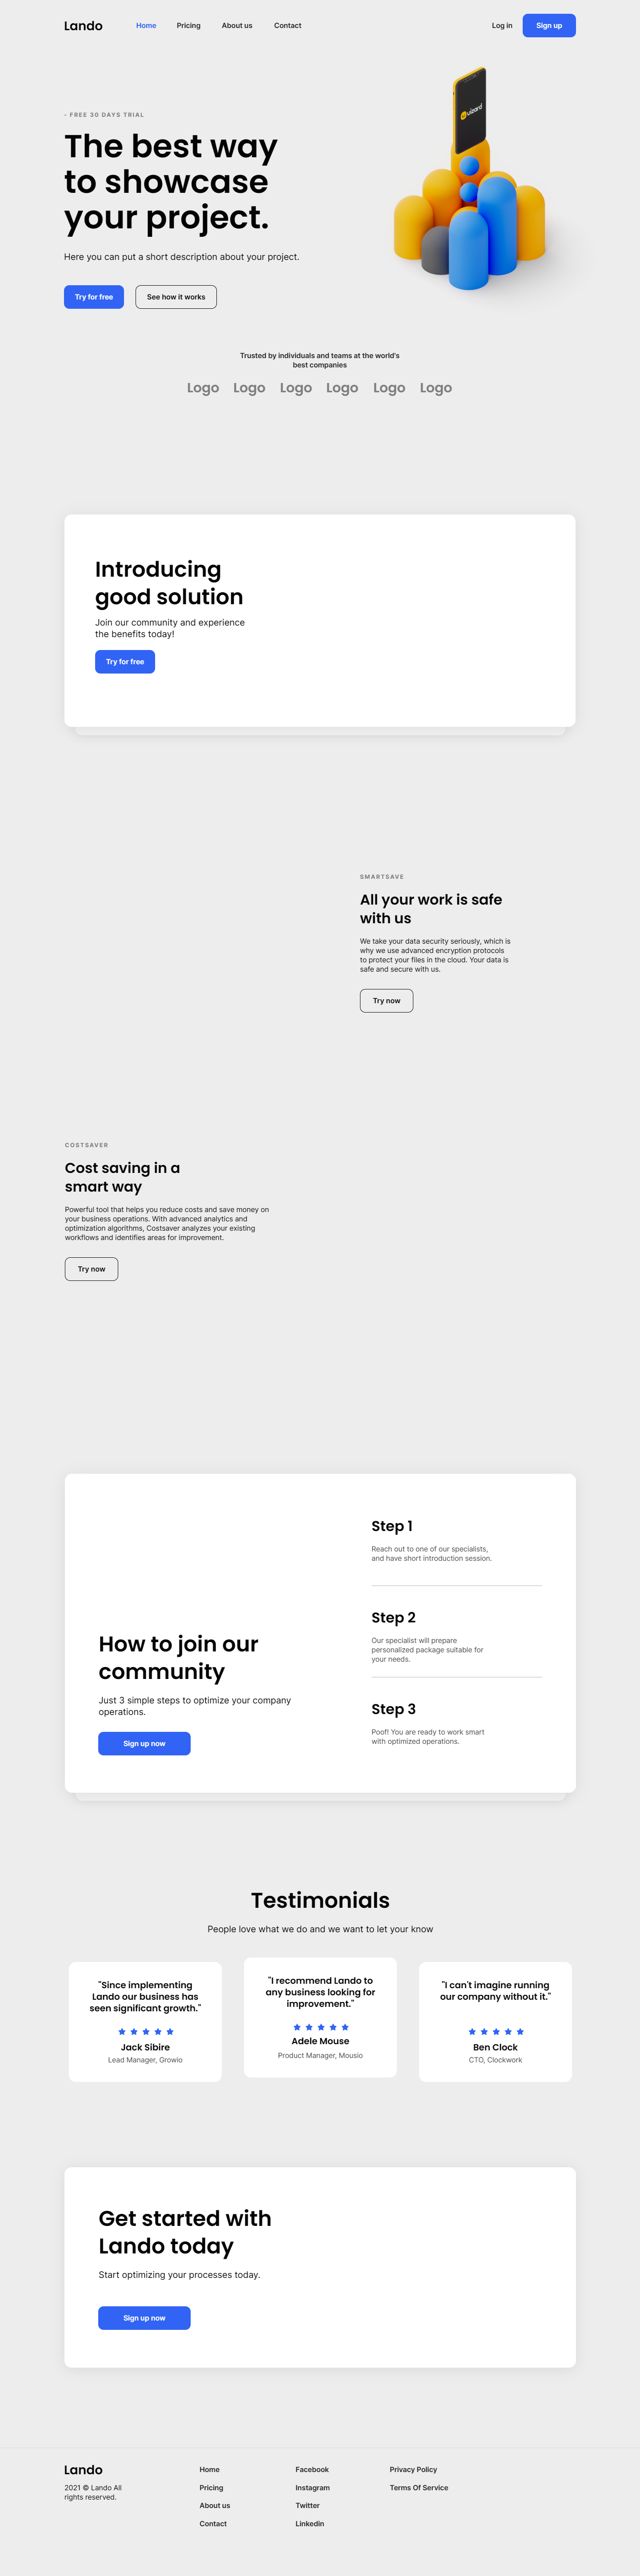 Lando
Home Pricing About us Contact
Log in Sign up
- FREE 30 DAYS TRIAL
The best way
to showcase
your project.
Here you can put a short description about your project.
Try for free See how it works
uizard
Trusted by individuals and teams at the world's
best companies
Logo Logo Logo Logo Logo Logo
Introducing
good solution
Join our community and experience
the benefits today!
Try for free
SMARTSAVE
All your work is safe
with us
We take your data security seriously, which is
why we use advanced encryption protocols
to protect your files in the cloud. Your data is
safe and secure with us.
Try now
COSTSAVER
Cost saving in a
smart way
Powerful tool that helps you reduce costs and save money on
your business operations. With advanced analytics and
optimization algorithms, Costsaver analyzes your existing
workflows and identifies areas for improvement.
Try now
How to join our
community
Just 3 simple steps to optimize your company
operations.
Sign up now
Step 1
Reach out to one of our specialists,
and have short introduction session.
Step 2
Our specialist will prepare
personalized package suitable for
your needs.
Step 3
Poof! You are ready to work smart
with optimized operations.
Testimonials
People love what we do and we want to let your know
"Since implementing
Lando our business has
seen significant growth."
Jack Sibire
Lead Manager, Growio
"I recommend Lando to
any business looking for
improvement."
Adele Mouse
Product Manager, Mousio
"I can't imagine running
our company without it."
Ben Clock
CTO, Clockwork
Get started with
Lando today
Start optimizing your processes today.
Sign up now
Lando
2021 © Lando All
rights reserved.
Home
Pricing
About us
Contact
Facebook
Instagram
Twitter
Linkedin
Privacy Policy
Terms Of Service